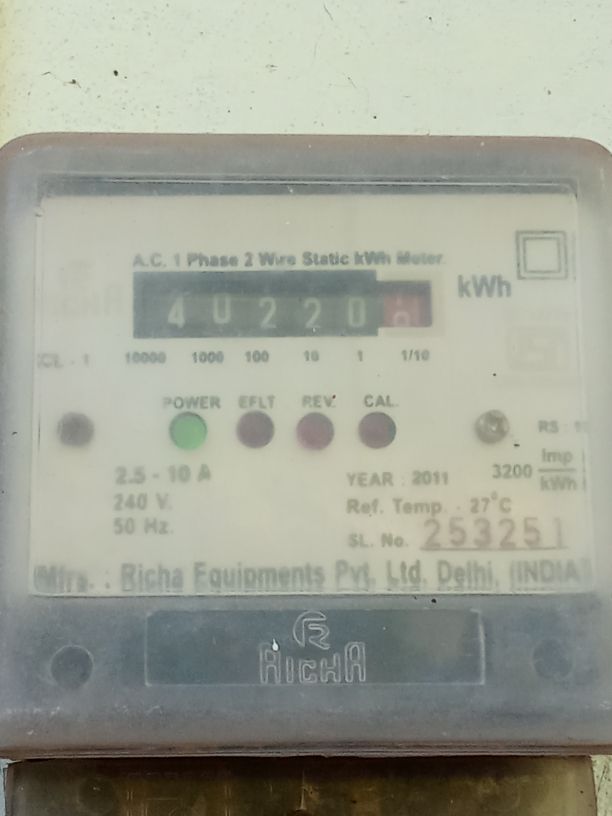 A.C. 1 Phase 2 Wire Static kWh Meter.
4 0 2 2 0
kWh
CL - 1
10000 1000 100 10 1 1/10
POWER EFLT REV. CAL.
2.5 - 10 A
240 V.
50 Hz.
YEAR : 2011
3200 Imp/kWh
Ref. Temp. - 27°C
SL. No. 253251
Mfrs. : Richa Equipments Pvt. Ltd. Delhi, (INDIA)
RICHA